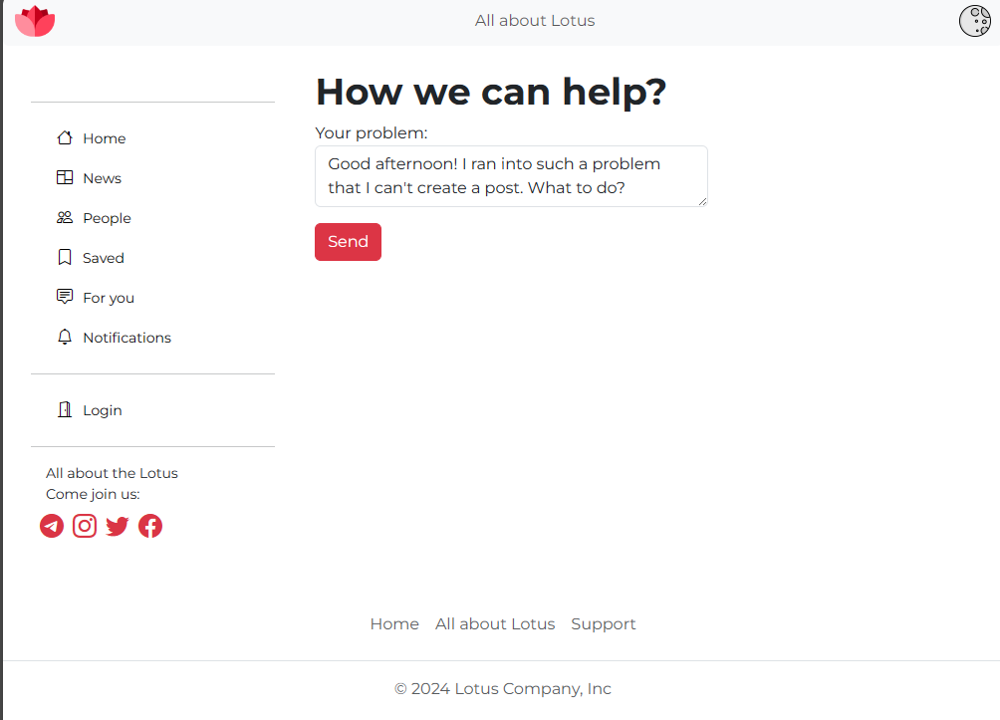 All about Lotus
How we can help?
Your problem:
Good afternoon! I ran into such a problem
that I can't create a post. What to do?
Send
Home
News
People
Saved
For you
Notifications
Login
All about the Lotus
Come join us:
Home All about Lotus Support
© 2024 Lotus Company, Inc